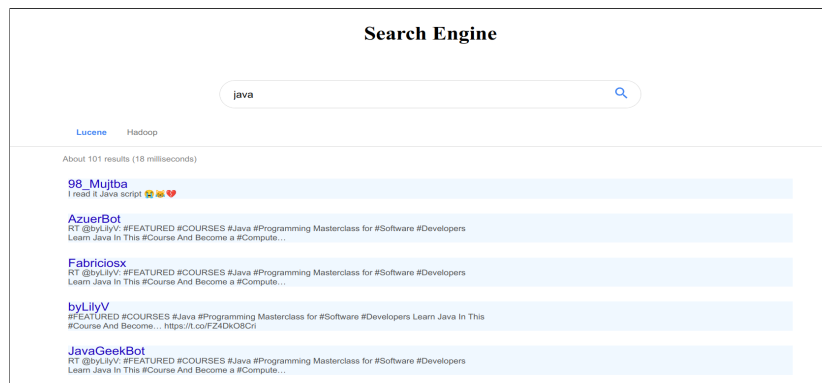 Search Engine
java
Lucene Hadoop
About 101 results (18 milliseconds)
98_Mujtba
I read it Java script 😭😹💔
AzuerBot
RT @byLilyV: #FEATURED #COURSES #Java #Programming Masterclass for #Software #Developers
Learn Java In This #Course And Become a #Compute…
Fabriciosx
RT @byLilyV: #FEATURED #COURSES #Java #Programming Masterclass for #Software #Developers
Learn Java In This #Course And Become a #Compute…
byLilyV
#FEATURED #COURSES #Java #Programming Masterclass for #Software #Developers Learn Java In This
#Course And Become… https://t.co/FZ4DkO8Cri
JavaGeekBot
RT @byLilyV: #FEATURED #COURSES #Java #Programming Masterclass for #Software #Developers
Learn Java In This #Course And Become a #Compute…